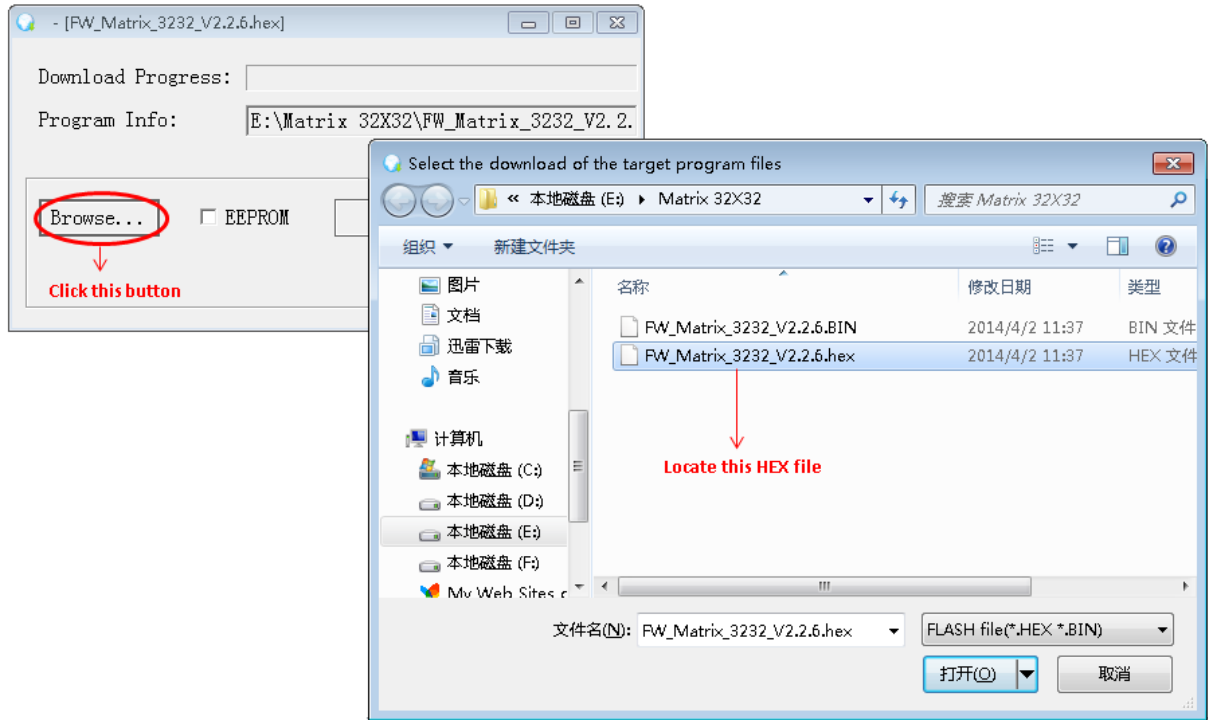 - [FW_Matrix_3232_V2.2.6.hex]
Download Progress:
Program Info: E:\Matrix 32X32\FW_Matrix_3232_V2.2.
Browse... EEPROM
Click this button
Select the download of the target program files
« 本地磁盘 (E:) Matrix 32X32 搜索 Matrix 32X32
组织 新建文件夹
图片
文档
迅雷下载
音乐
计算机
本地磁盘 (C:)
本地磁盘 (D:)
本地磁盘 (E:)
本地磁盘 (F:)
My Web Sites
名称 修改日期 类型
FW_Matrix_3232_V2.2.6.BIN 2014/4/2 11:37 BIN 文件
FW_Matrix_3232_V2.2.6.hex 2014/4/2 11:37 HEX 文件
Locate this HEX file
文件名(N): FW_Matrix_3232_V2.2.6.hex FLASH file(*.HEX *.BIN)
打开(O) 取消